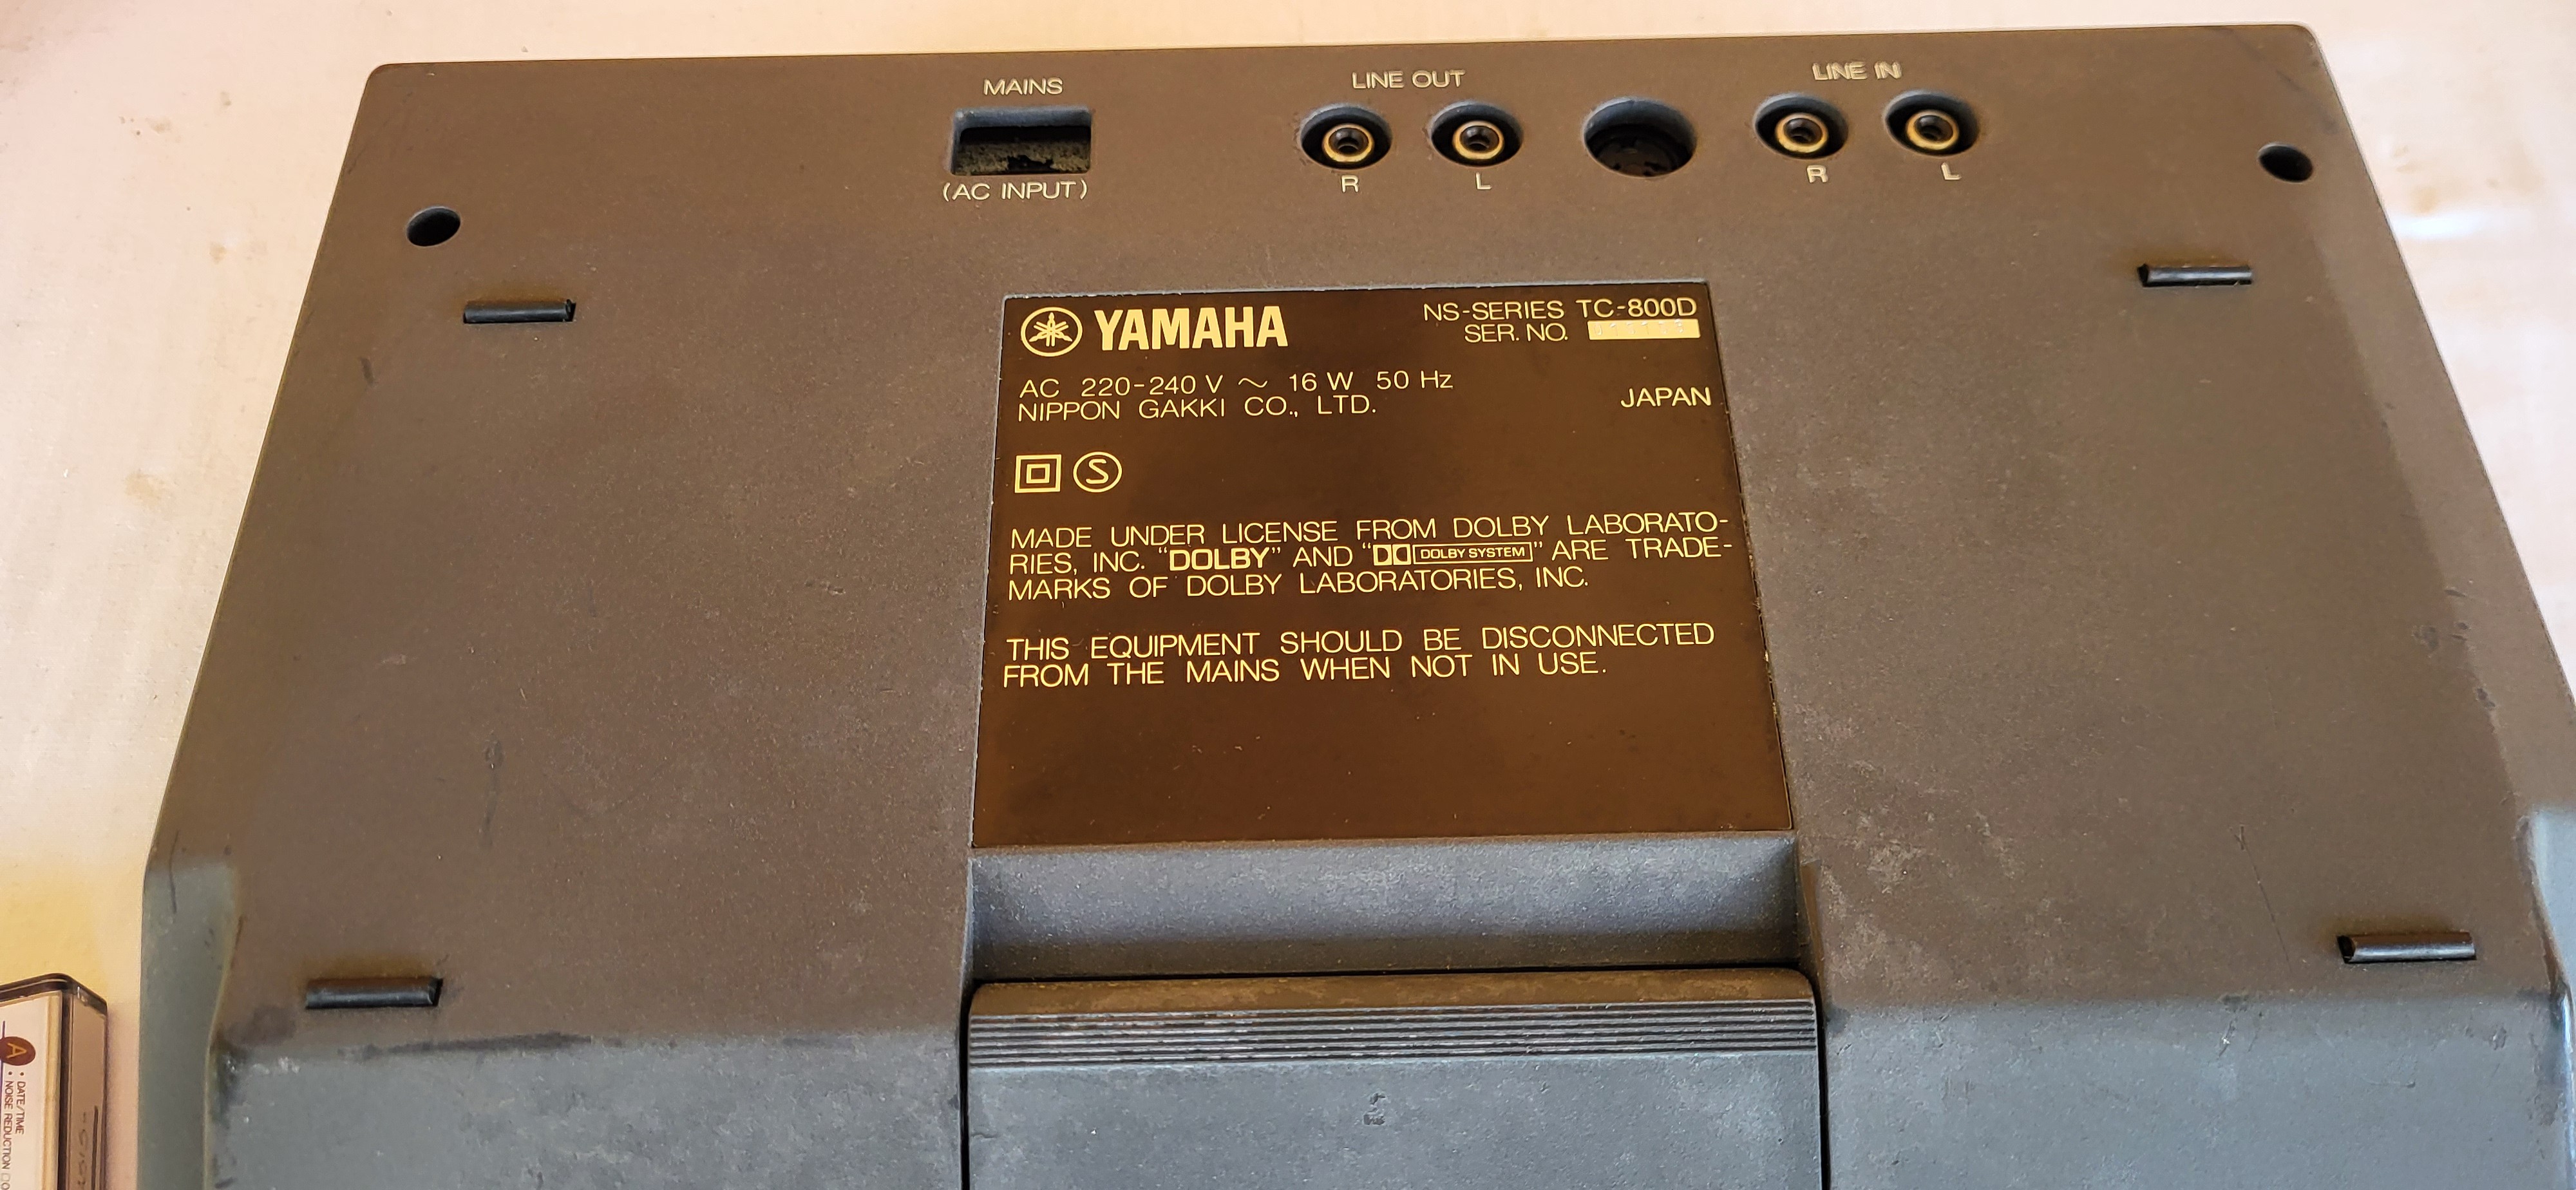 MAINS
(AC INPUT)
LINE OUT
R L
LINE IN
R L
YAMAHA
NS-SERIES TC-800D
SER. NO.
AC 220-240 V ~ 16 W 50 Hz
NIPPON GAKKI CO., LTD.
JAPAN
S
MADE UNDER LICENSE FROM DOLBY LABORATO-
RIES, INC. “DOLBY” AND “DOLBY SYSTEM” ARE TRADE-
MARKS OF DOLBY LABORATORIES, INC.
THIS EQUIPMENT SHOULD BE DISCONNECTED
FROM THE MAINS WHEN NOT IN USE.
A
• DATE/TIME
• NOISE REDUCTION